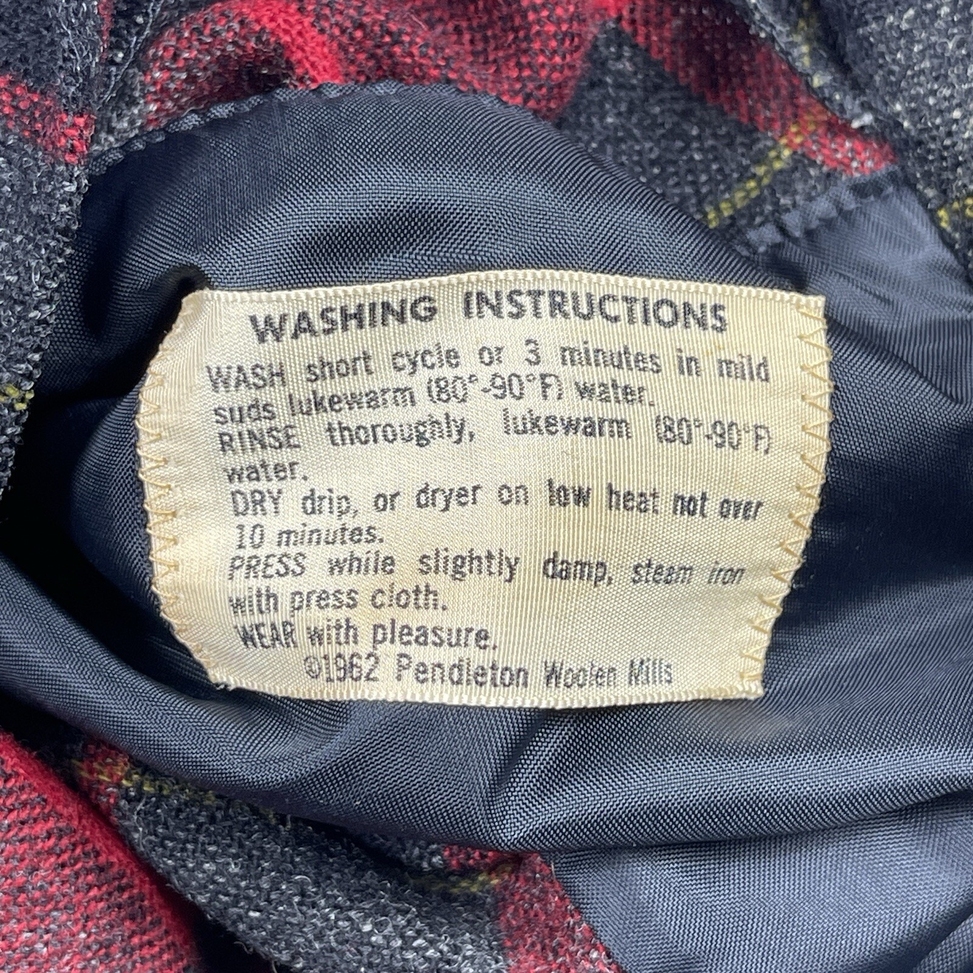 WASHING INSTRUCTIONS
WASH short cycle or 3 minutes in mild
suds lukewarm (80°-90°F) water.
RINSE thoroughly, lukewarm (80°-90°F)
water.
DRY drip, or dryer on low heat not over
10 minutes.
PRESS while slightly damp, steam iron
with press cloth.
WEAR with pleasure.
©1962 Pendleton Woolen Mills